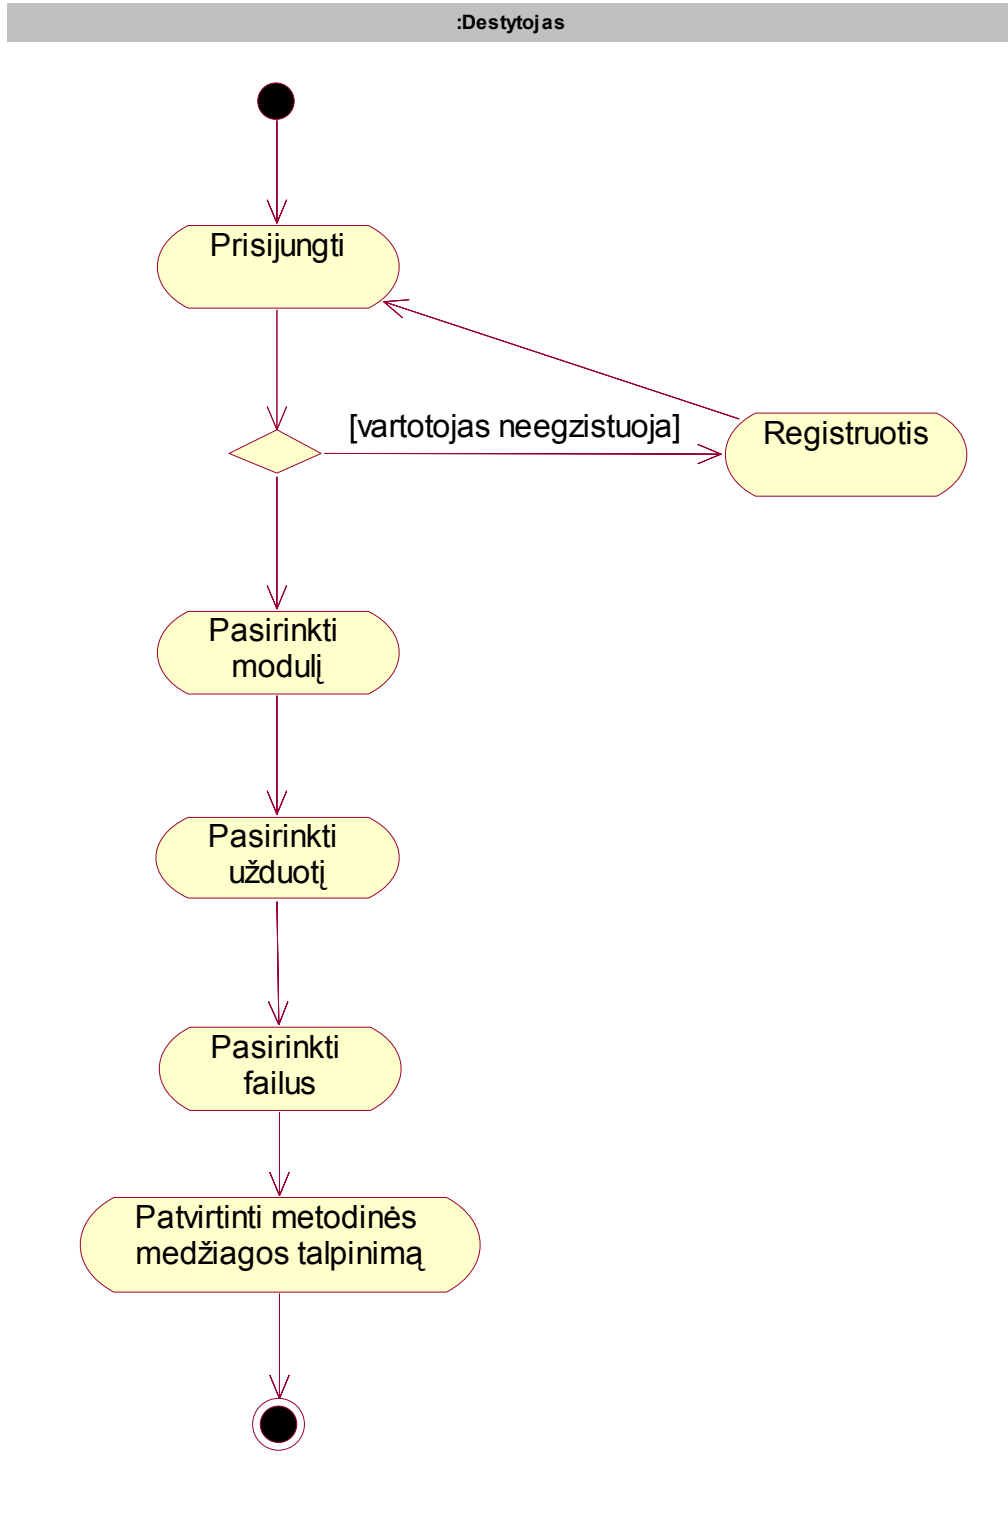 :Destytojas
Prisijungti
[vartotojas neegzistuoja]
Registruotis
Pasirinkti
modulį
Pasirinkti
užduotį
Pasirinkti
failus
Patvirtinti metodinės
medžiagos talpinimą